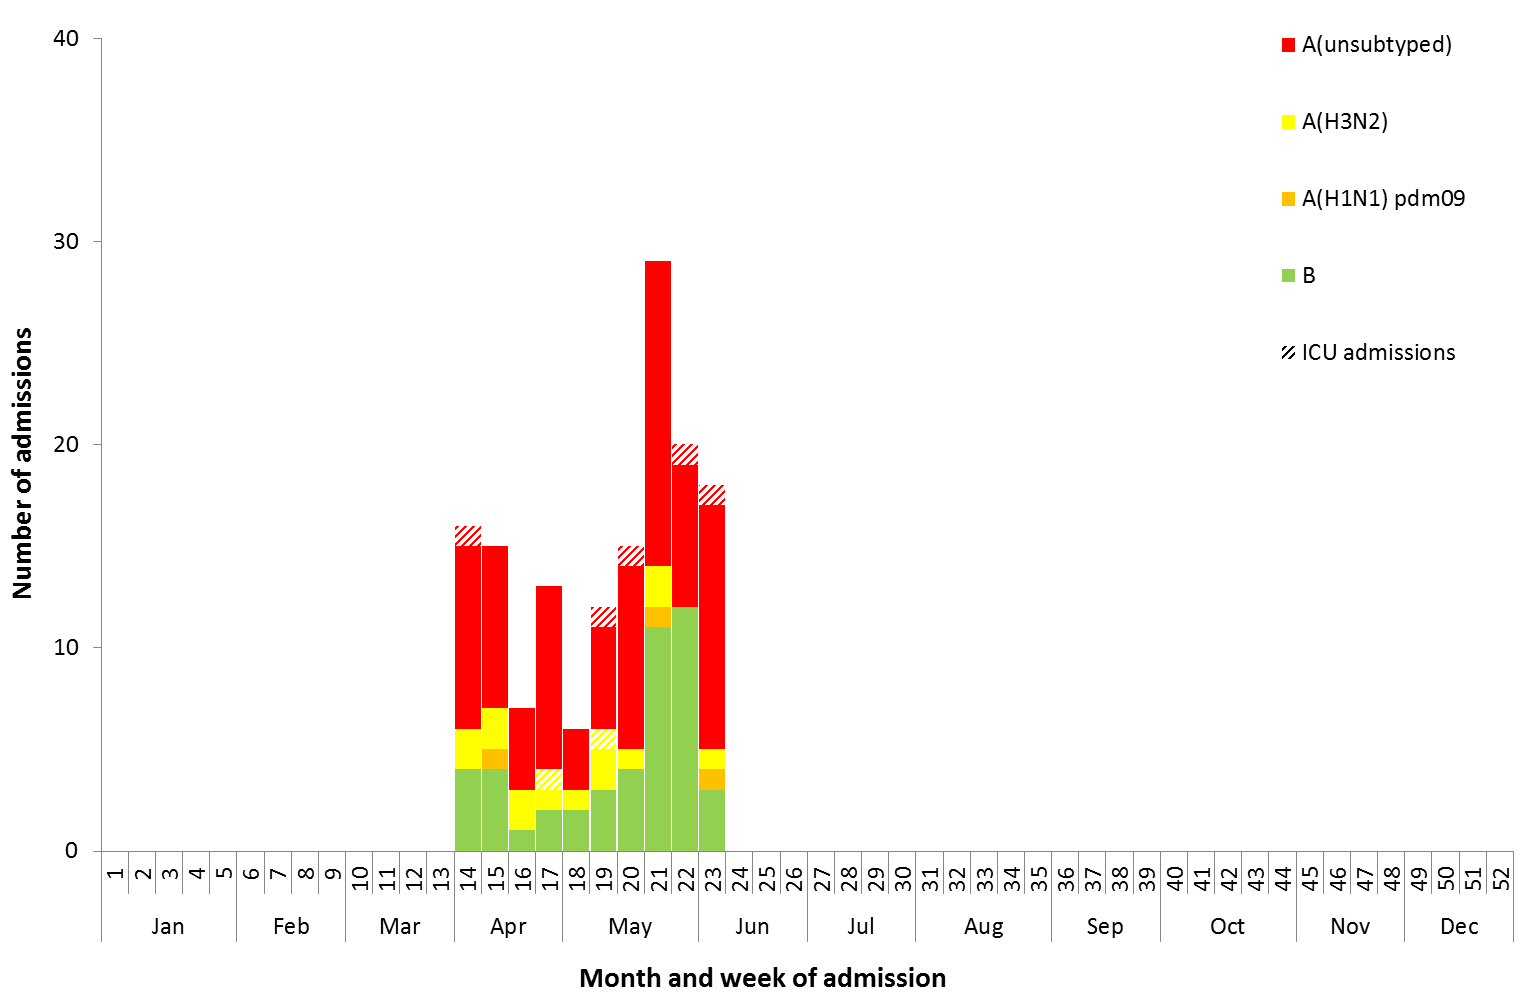 40
30
20
10
0
Number of admissions
A(unsubtyped)
A(H3N2)
A(H1N1) pdm09
B
ICU admissions
1 2 3 4 5 6 7 8 9 10 11 12 13 14 15 16 17 18 19 20 21 22 23 24 25 26 27 28 29 30 31 32 33 34 35 36 37 38 39 40 41 42 43 44 45 46 47 48 49 50 51 52
Jan Feb Mar Apr May Jun Jul Aug Sep Oct Nov Dec
Month and week of admission